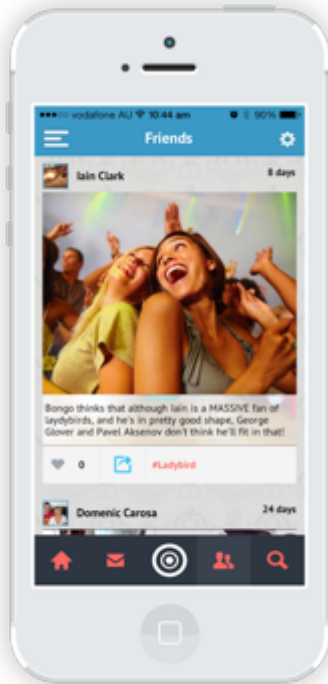 vodafone AU 10:44 am 90%
Friends
Iain Clark 8 days
Bongo thinks that although Iain is a MASSIVE fan of
laydybirds, and he's in pretty good shape, George
Glover and Pavel Aksenov don't think he'll fit in that!
0 #Ladybird
Domenic Carosa 24 days